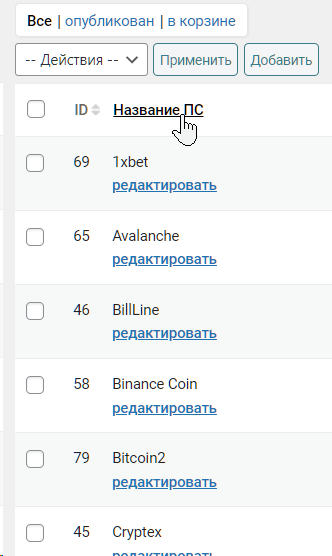 Все | опубликован | в корзине
-- Действия -- Применить Добавить
ID Название ПС
69 1xbet
редактировать
65 Avalanche
редактировать
46 BillLine
редактировать
58 Binance Coin
редактировать
79 Bitcoin2
редактировать
45 Cryptex
редактировать